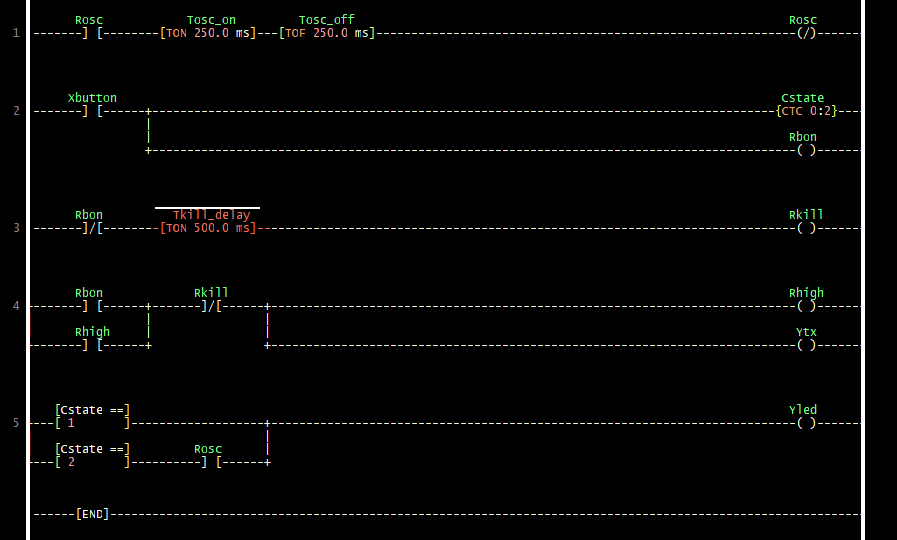 Rosc Tosc_on Tosc_off Rosc
1 -------] [--------[TON 250.0 ms]---[TOF 250.0 ms]------------------------------------------------------------(/)------
Xbutton Cstate
2 -------] [------+------------------------------------------------------------------------------------------{CTC 0:2}---
| Rbon
|
+---------------------------------------------------------------------------------------------( )------
Rbon Tkill_delay Rkill
3 -------]/[--------[TON 500.0 ms]---------------------------------------------------------------------------( )------
Rbon Rkill Rhigh
4 -------] [------+-------]/[------+----------------------------------------------------------------------------( )------
Rhigh | | Ytx
| |
-------] [------+ +----------------------------------------------------------------------------( )------
[Cstate ==] Yled
5 ----[ 1 ]--------------------+----------------------------------------------------------------------------( )------
[Cstate ==] Rosc |
----[ 2 ]----------] [------+
------[END]-----------------------------------------------------------------------------------------------------------